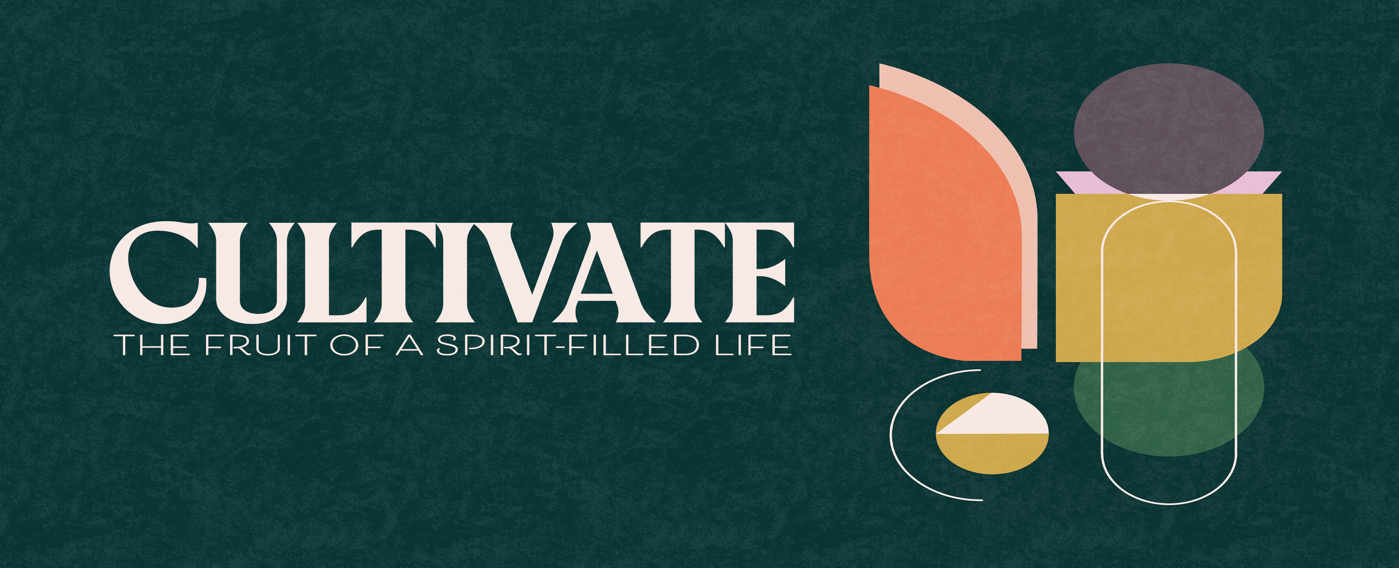 CULTIVATE
THE FRUIT OF A SPIRIT-FILLED LIFE